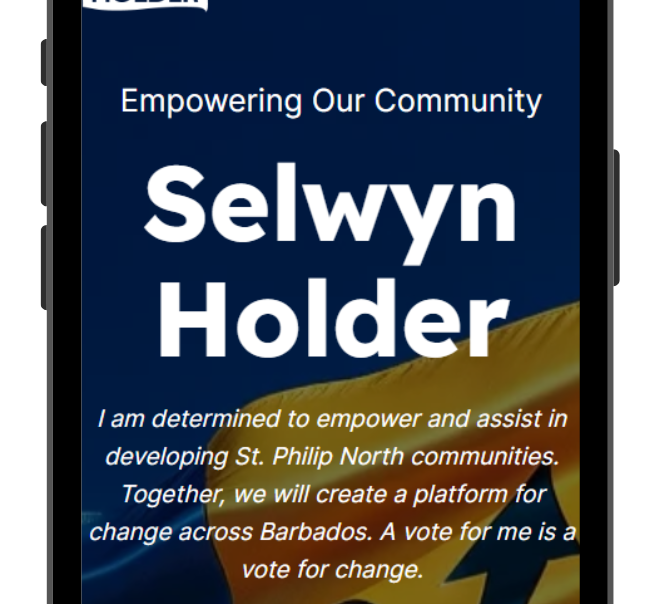 HOLDER
Empowering Our Community
Selwyn
Holder
I am determined to empower and assist in
developing St. Philip North communities.
Together, we will create a platform for
change across Barbados. A vote for me is a
vote for change.